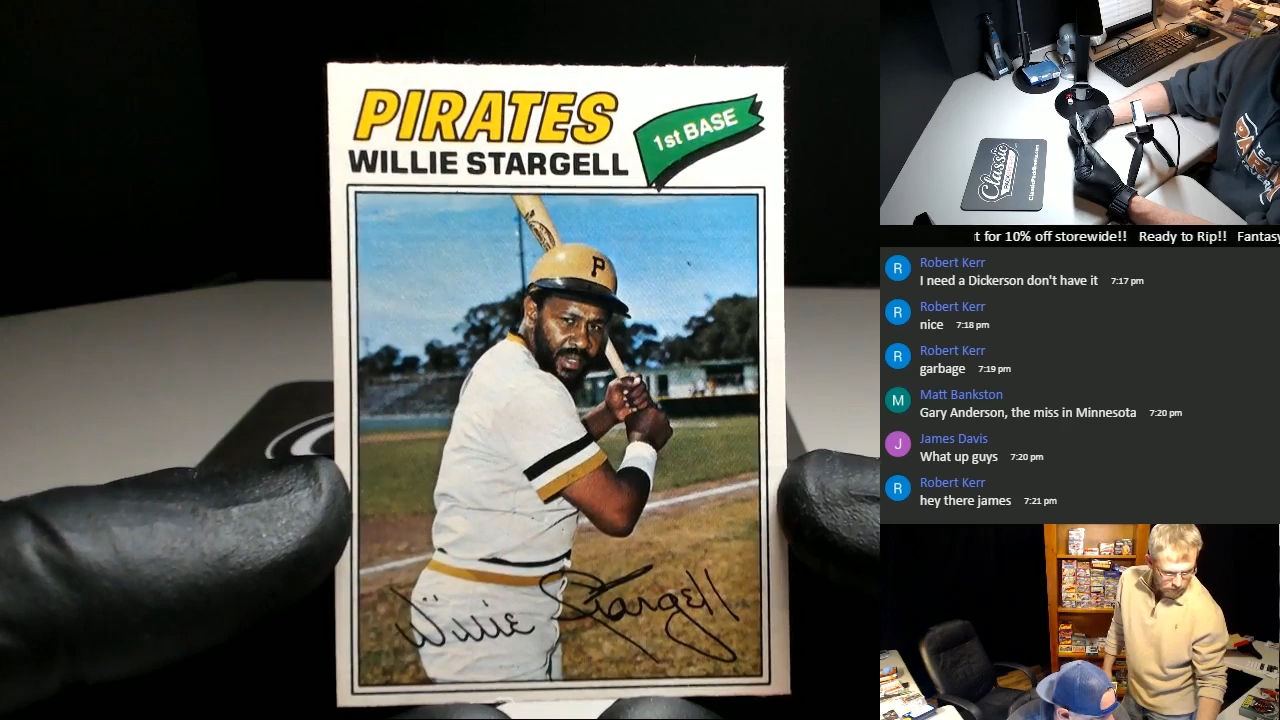 PIRATES
1st BASE
WILLIE STARGELL
P
Willie Stargell
Classic
ClassicPackBreaks.com
t for 10% off storewide!! Ready to Rip!! Fantasy
R Robert Kerr
I need a Dickerson don't have it 7:17 pm
R Robert Kerr
nice 7:18 pm
R Robert Kerr
garbage 7:19 pm
M Matt Bankston
Gary Anderson, the miss in Minnesota 7:20 pm
J James Davis
What up guys 7:20 pm
R Robert Kerr
hey there james 7:21 pm